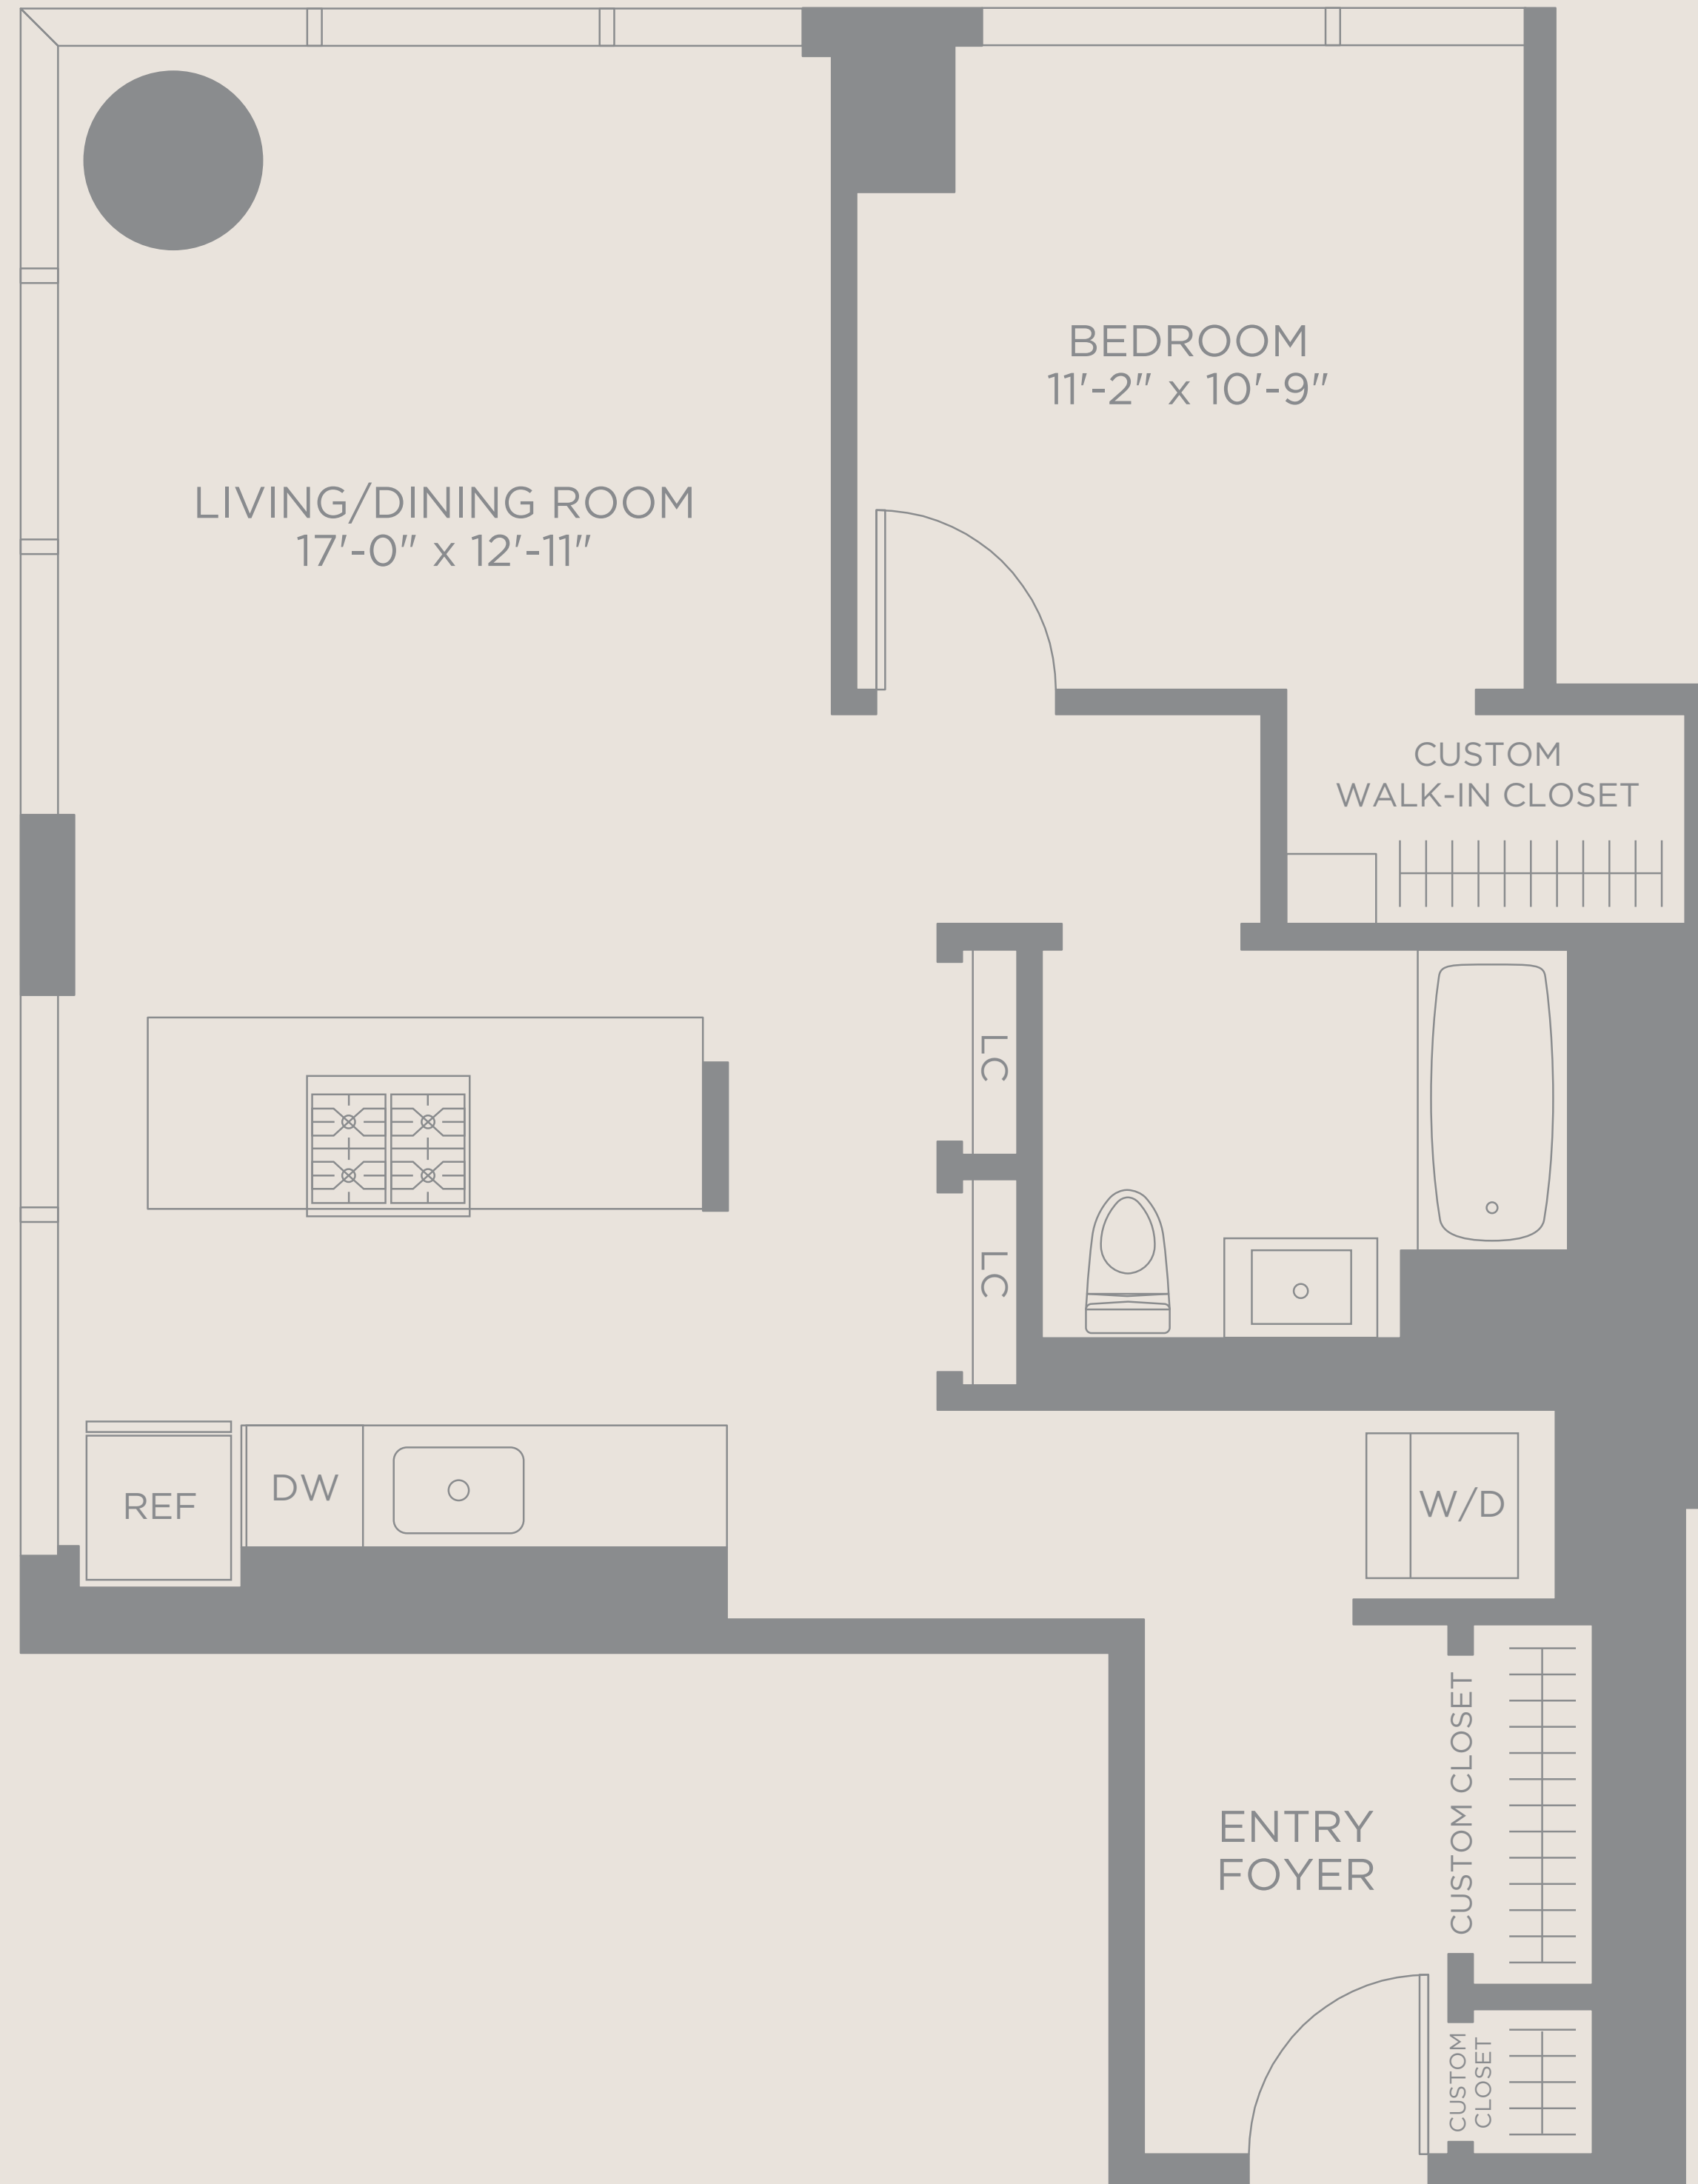 BEDROOM
11'-2" x 10'-9"
LIVING/DINING ROOM
17'-0" x 12'-11"
CUSTOM
WALK-IN CLOSET
LC
LC
REF
DW
W/D
CUSTOM CLOSET
ENTRY
FOYER
CUSTOM
CLOSET